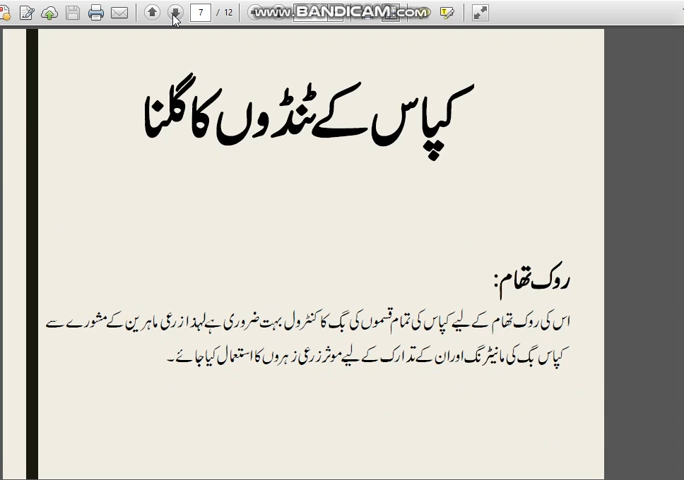 7 / 12
www.BANDICAM.com
کپاس کے ٹنڈوں کا گلنا
روک تھام:
اس کی روک تھام کے لیے کپاس کی تمام قسموں کی بگ کا کنٹرول بہت ضروری ہے لہذا زرعی ماہرین کے مشورے سے
کپاس بگ کی مانیٹرنگ اور ان کے تدارک کے لیے موثر زرعی زہروں کا استعمال کیا جائے ۔